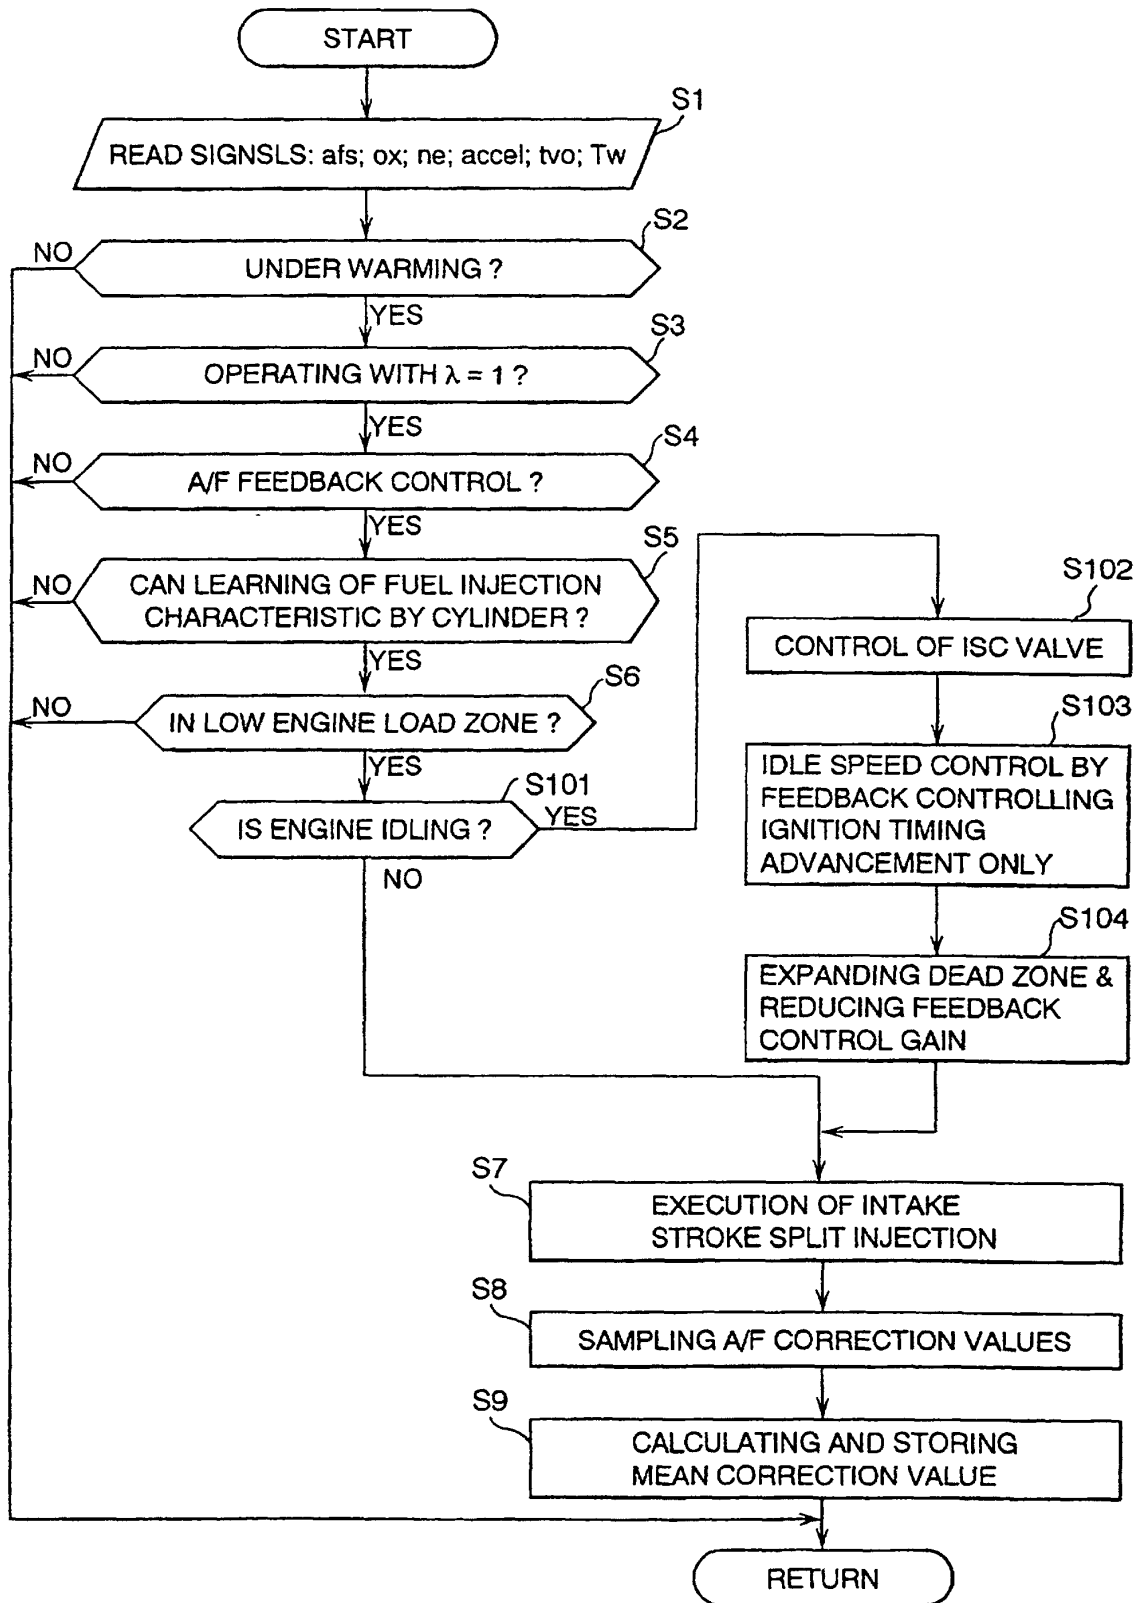 START
S1
READ SIGNSLS: afs; ox; ne; accel; tvo; Tw
S2
NO
UNDER WARMING ?
YES
S3
NO
OPERATING WITH λ = 1 ?
YES
S4
NO
A/F FEEDBACK CONTROL ?
YES
S5
NO
CAN LEARNING OF FUEL INJECTION
CHARACTERISTIC BY CYLINDER ?
YES
S6
NO
IN LOW ENGINE LOAD ZONE ?
YES
S101
IS ENGINE IDLING ?
YES
NO
S102
CONTROL OF ISC VALVE
S103
IDLE SPEED CONTROL BY
FEEDBACK CONTROLLING
IGNITION TIMING
ADVANCEMENT ONLY
S104
EXPANDING DEAD ZONE &
REDUCING FEEDBACK
CONTROL GAIN
S7
EXECUTION OF INTAKE
STROKE SPLIT INJECTION
S8
SAMPLING A/F CORRECTION VALUES
S9
CALCULATING AND STORING
MEAN CORRECTION VALUE
RETURN